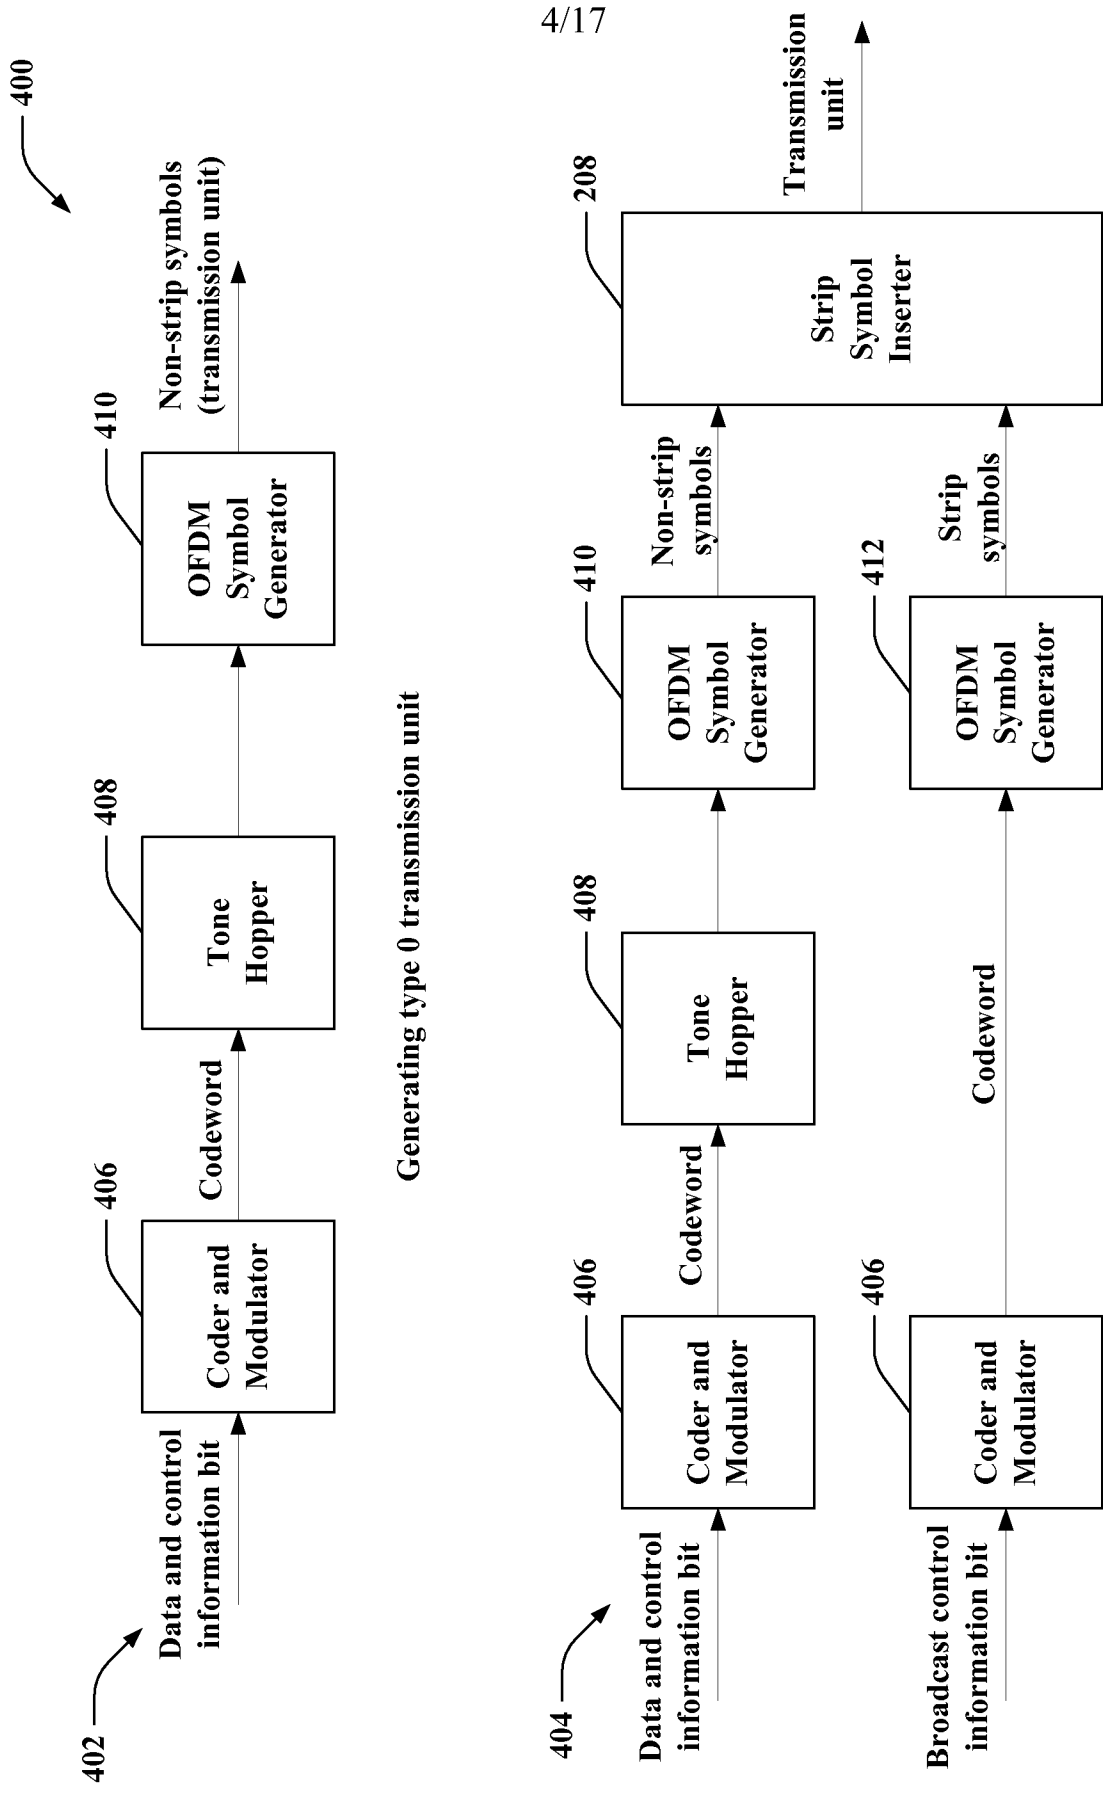 4/17
400
402
Data and control
information bit
406
Coder and
Modulator
Codeword
408
Tone
Hopper
410
OFDM
Symbol
Generator
Non-strip symbols
(transmission unit)
Generating type 0 transmission unit
404
Data and control
information bit
406
Coder and
Modulator
Codeword
408
Tone
Hopper
410
OFDM
Symbol
Generator
Non-strip
symbols
208
Strip
Symbol
Inserter
Transmission
unit
Broadcast control
information bit
406
Coder and
Modulator
Codeword
412
OFDM
Symbol
Generator
Strip
symbols